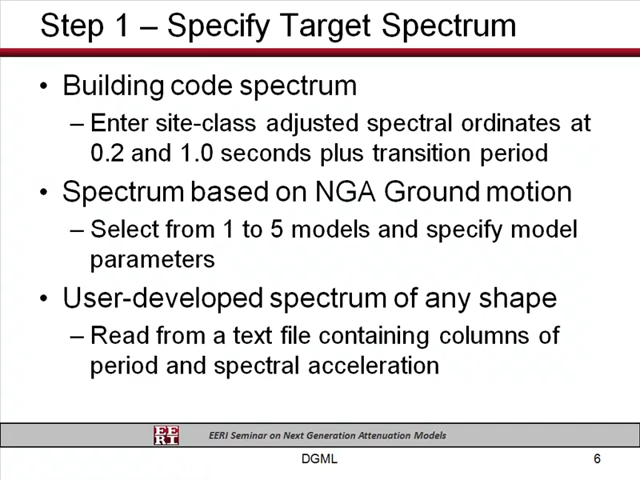 Step 1 – Specify Target Spectrum
• Building code spectrum
– Enter site-class adjusted spectral ordinates at
0.2 and 1.0 seconds plus transition period
• Spectrum based on NGA Ground motion
– Select from 1 to 5 models and specify model
parameters
• User-developed spectrum of any shape
– Read from a text file containing columns of
period and spectral acceleration
EERI
EERI Seminar on Next Generation Attenuation Models
DGML
6